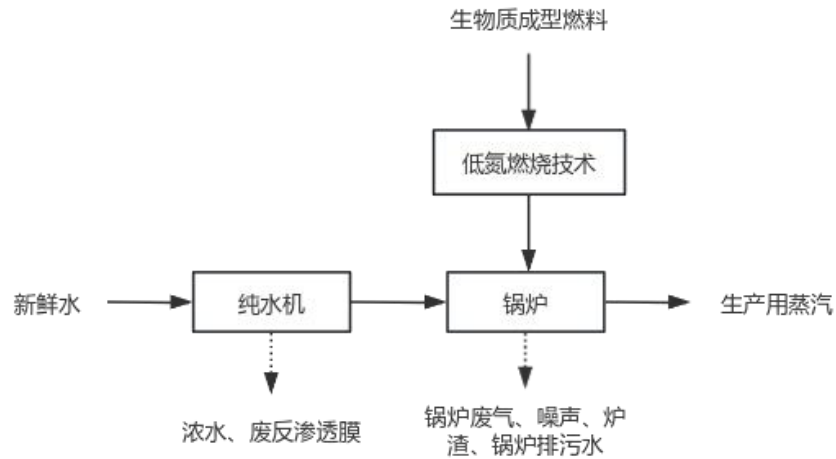 生物质成型燃料
低氮燃烧技术
新鲜水
纯水机
锅炉
生产用蒸汽
浓水、废反渗透膜
锅炉废气、噪声、炉
渣、锅炉排污水